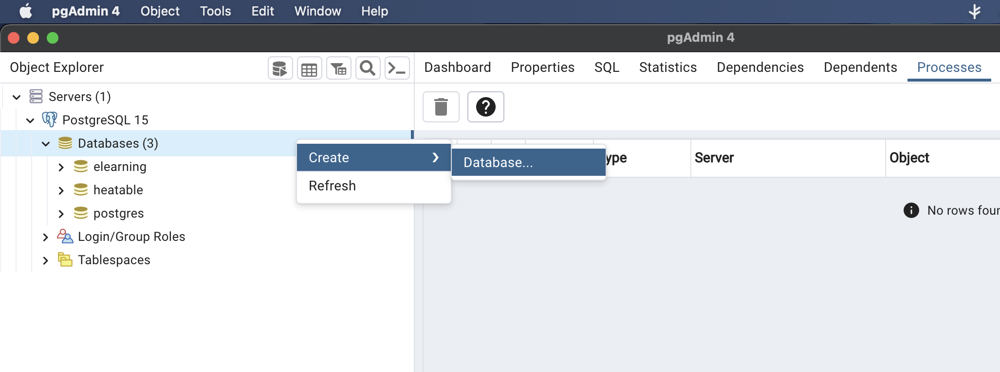 pgAdmin 4 Object Tools Edit Window Help
pgAdmin 4
Object Explorer
Dashboard Properties SQL Statistics Dependencies Dependents Processes
Servers (1)
PostgreSQL 15
Databases (3)
elearning
heatable
postgres
Login/Group Roles
Tablespaces
Create
Refresh
Database...
ype Server Object
No rows four